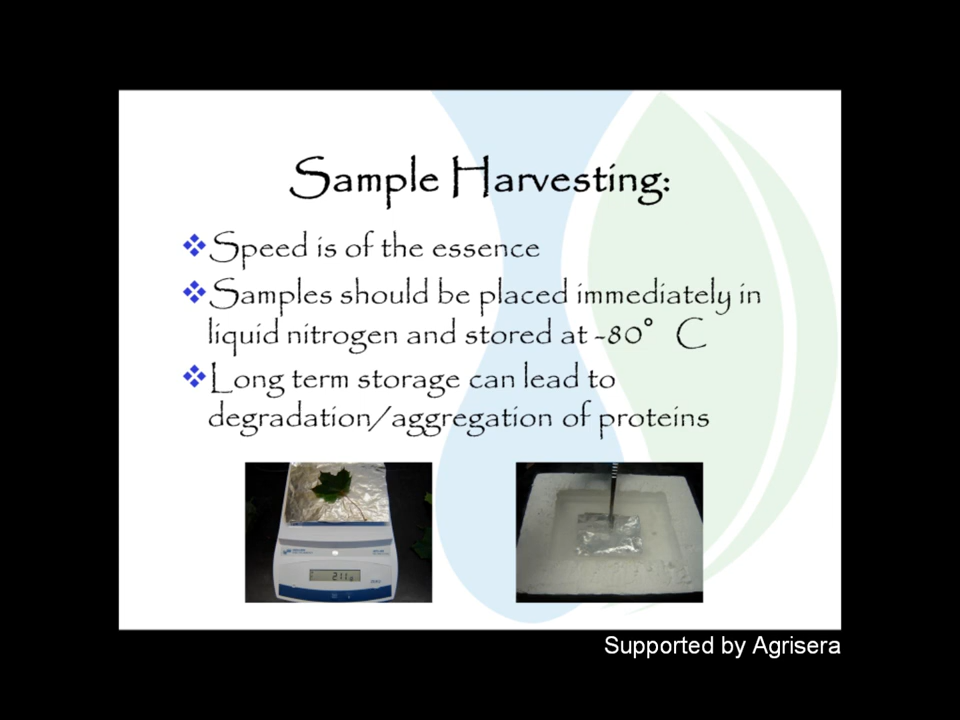 Sample Harvesting:
Speed is of the essence
Samples should be placed immediately in
liquid nitrogen and stored at -80° C
Long term storage can lead to
degradation/aggregation of proteins
Supported by Agrisera